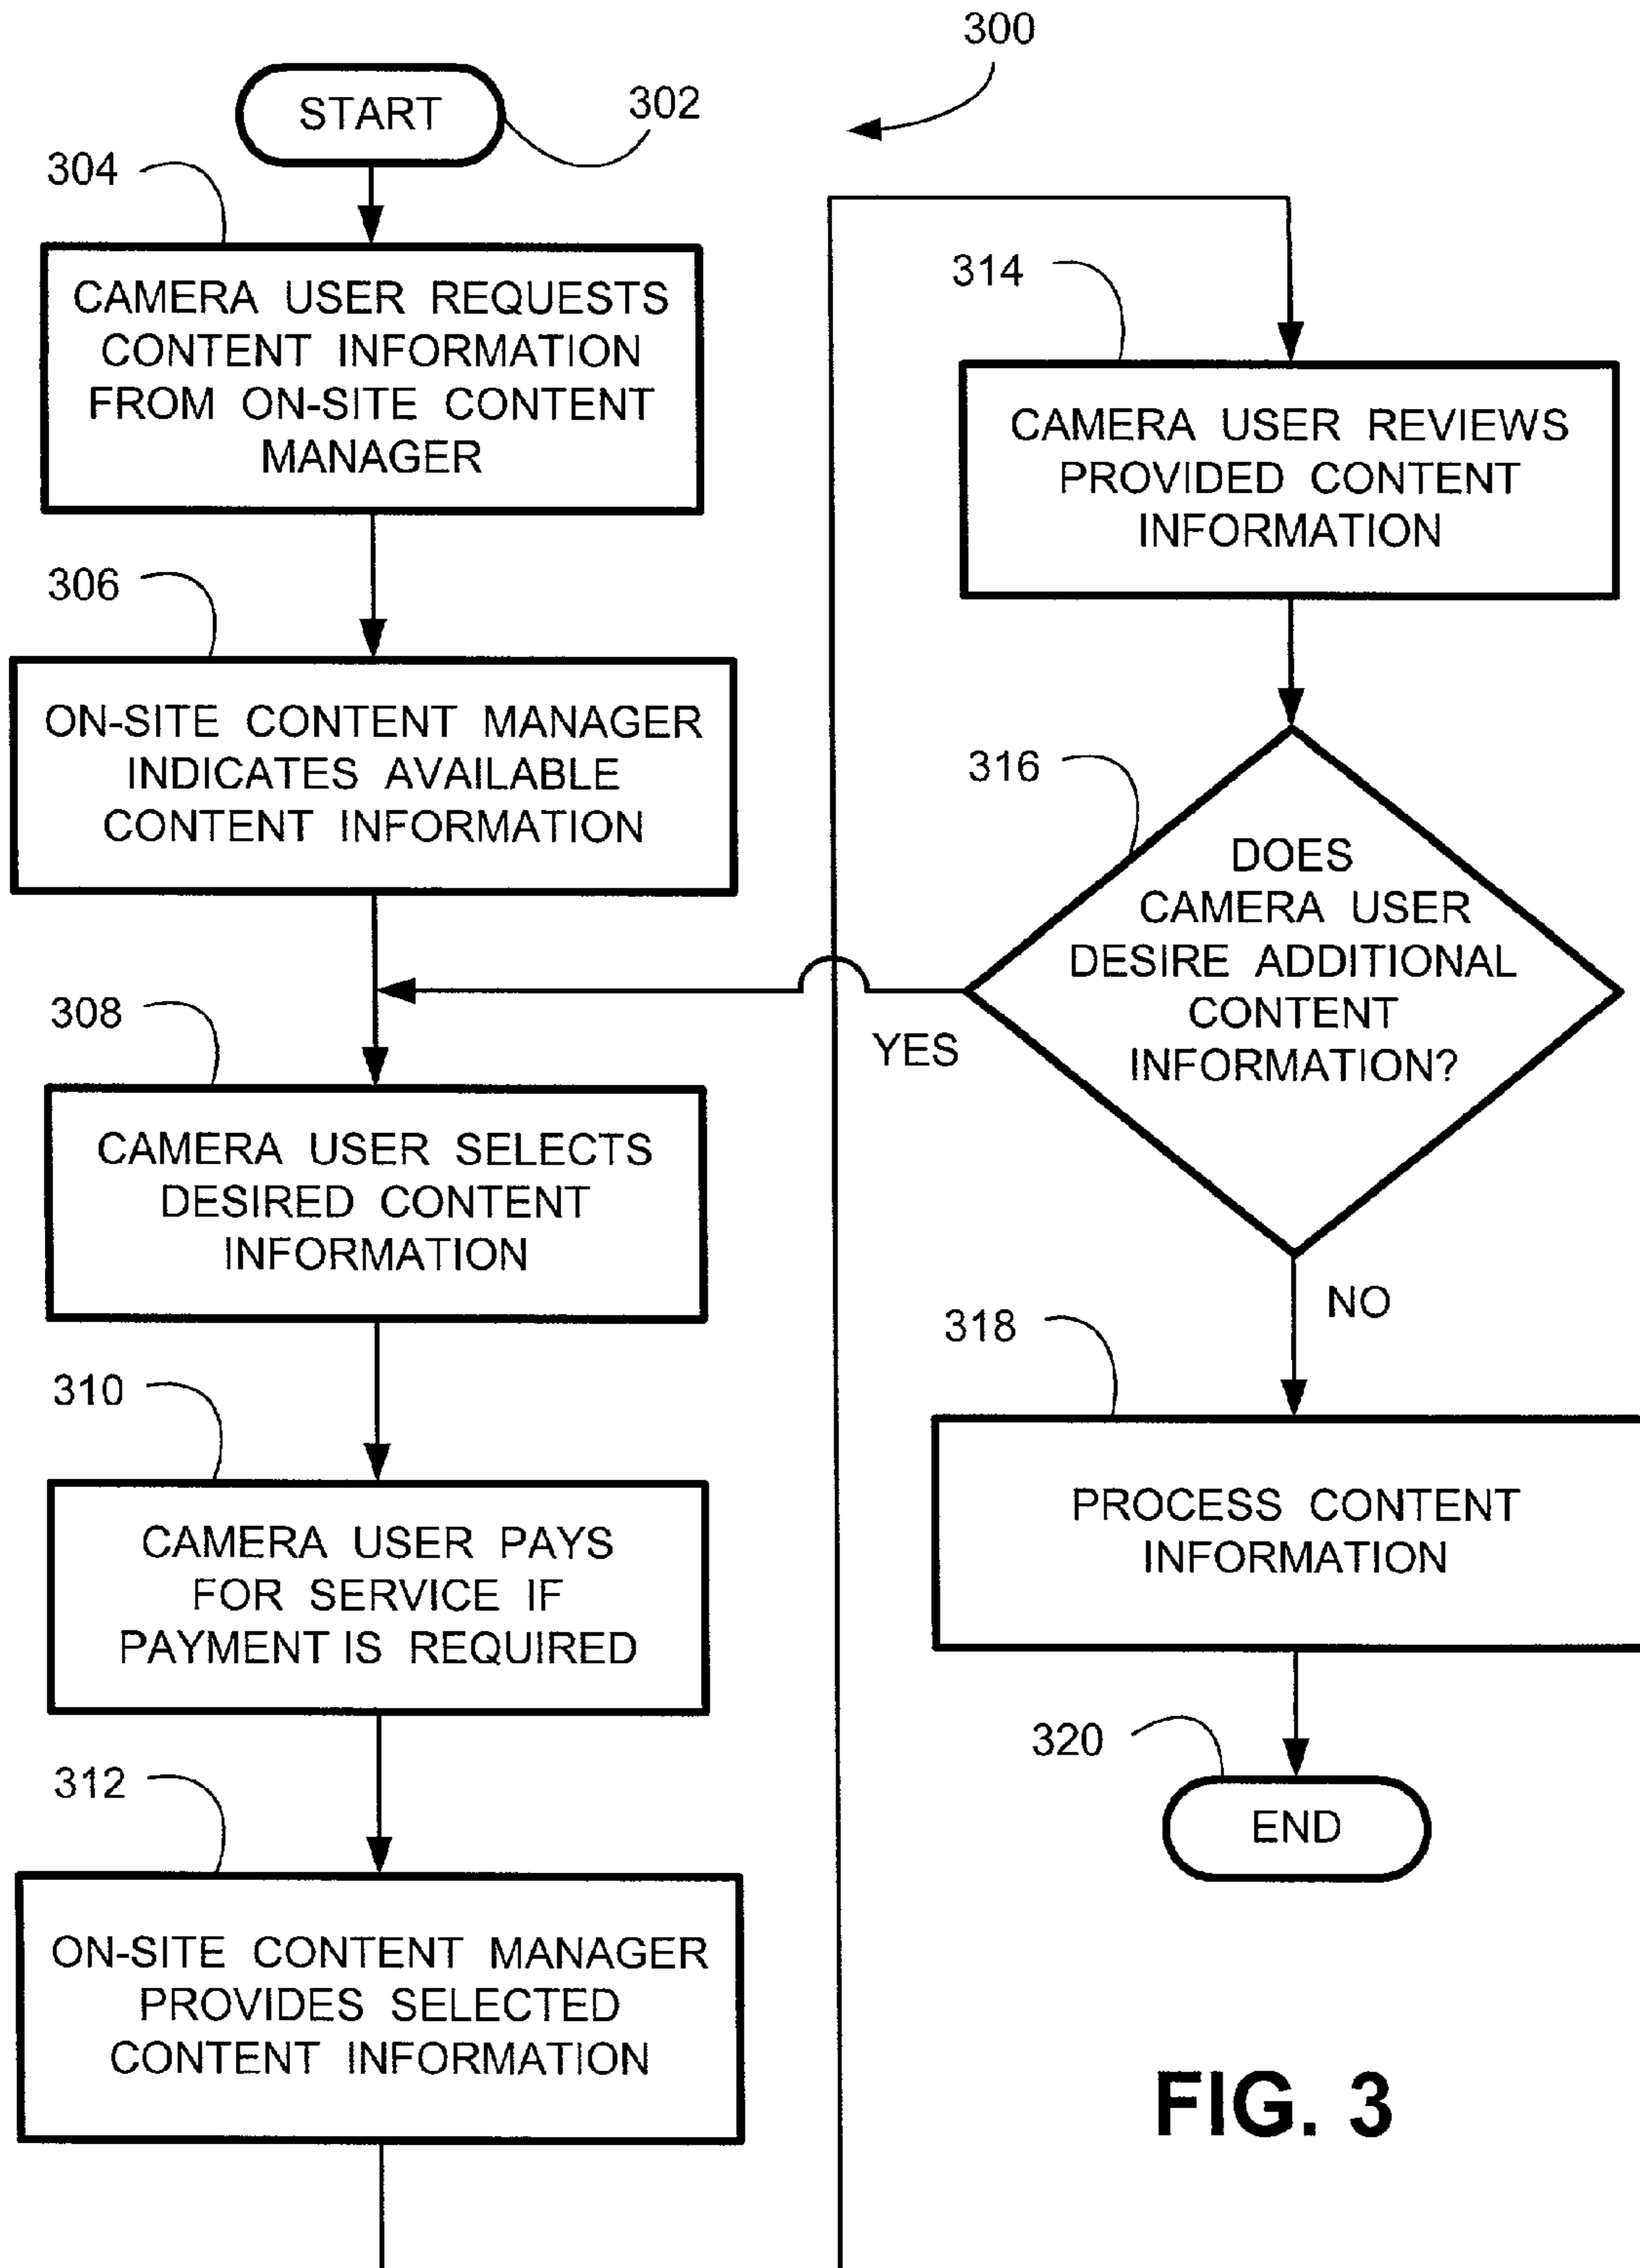 300
START
302
304
CAMERA USER REQUESTS
CONTENT INFORMATION
FROM ON-SITE CONTENT
MANAGER
306
ON-SITE CONTENT MANAGER
INDICATES AVAILABLE
CONTENT INFORMATION
308
CAMERA USER SELECTS
DESIRED CONTENT
INFORMATION
310
CAMERA USER PAYS
FOR SERVICE IF
PAYMENT IS REQUIRED
312
ON-SITE CONTENT MANAGER
PROVIDES SELECTED
CONTENT INFORMATION
314
CAMERA USER REVIEWS
PROVIDED CONTENT
INFORMATION
316
DOES
CAMERA USER
DESIRE ADDITIONAL
CONTENT
INFORMATION?
YES
NO
318
PROCESS CONTENT
INFORMATION
320
END
FIG. 3